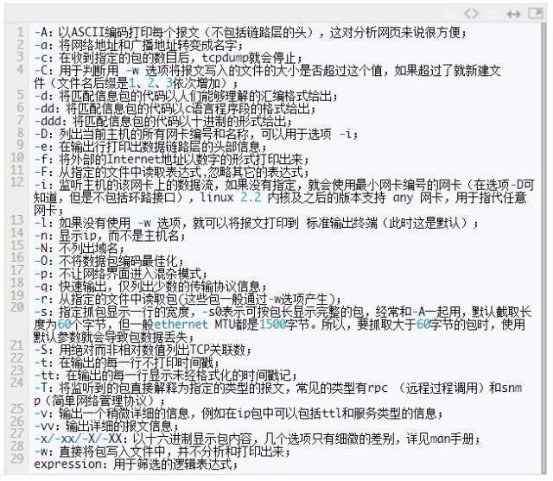 1 -A：以ASCII编码打印每个报文（不包括链路层的头），这对分析网页来说很方便；
2 -a：将网络地址和广播地址转变成名字；
3 -c：在收到指定的包的数目后，tcpdump就会停止；
4 -C：用于判断用 -w 选项将报文写入的文件的大小是否超过这个值，如果超过了就新建文
件（文件名后缀是1、2、3依次增加）；
5 -d：将匹配信息包的代码以人们能够理解的汇编格式给出；
6 -dd：将匹配信息包的代码以c语言程序段的格式给出；
7 -ddd：将匹配信息包的代码以十进制的形式给出；
8 -D：列出当前主机的所有网卡编号和名称，可以用于选项 -i；
9 -e：在输出行打印出数据链路层的头部信息；
10 -f：将外部的Internet地址以数字的形式打印出来；
11 -F：从指定的文件中读取表达式,忽略其它的表达式；
12 -i：监听主机的该网卡上的数据流，如果没有指定，就会使用最小网卡编号的网卡（在选项-D可
知道，但是不包括环路接口），linux 2.2 内核及之后的版本支持 any 网卡，用于指代任意
网卡；
13 -l：如果没有使用 -w 选项，就可以将报文打印到 标准输出终端（此时这是默认）；
14 -n：显示ip，而不是主机名；
15 -N：不列出域名；
16 -O：不将数据包编码最佳化；
17 -p：不让网络界面进入混杂模式；
18 -q：快速输出，仅列出少数的传输协议信息；
19 -r：从指定的文件中读取包(这些包一般通过-w选项产生)；
20 -s：指定抓包显示一行的宽度，-s0表示可按包长显示完整的包，经常和-A一起用，默认截取长
度为60个字节，但一般ethernet MTU都是1500字节。所以，要抓取大于60字节的包时，使用
默认参数就会导致包数据丢失；
21 -S：用绝对而非相对数值列出TCP关联数；
22 -t：在输出的每一行不打印时间戳；
23 -tt：在输出的每一行显示未经格式化的时间戳记；
24 -T：将监听到的包直接解释为指定的类型的报文，常见的类型有rpc （远程过程调用）和snm
p（简单网络管理协议）；
25 -v：输出一个稍微详细的信息，例如在ip包中可以包括ttl和服务类型的信息；
26 -vv：输出详细的报文信息；
27 -x/-xx/-X/-XX：以十六进制显示包内容，几个选项只有细微的差别，详见man手册；
28 -w：直接将包写入文件中，并不分析和打印出来；
29 expression：用于筛选的逻辑表达式；